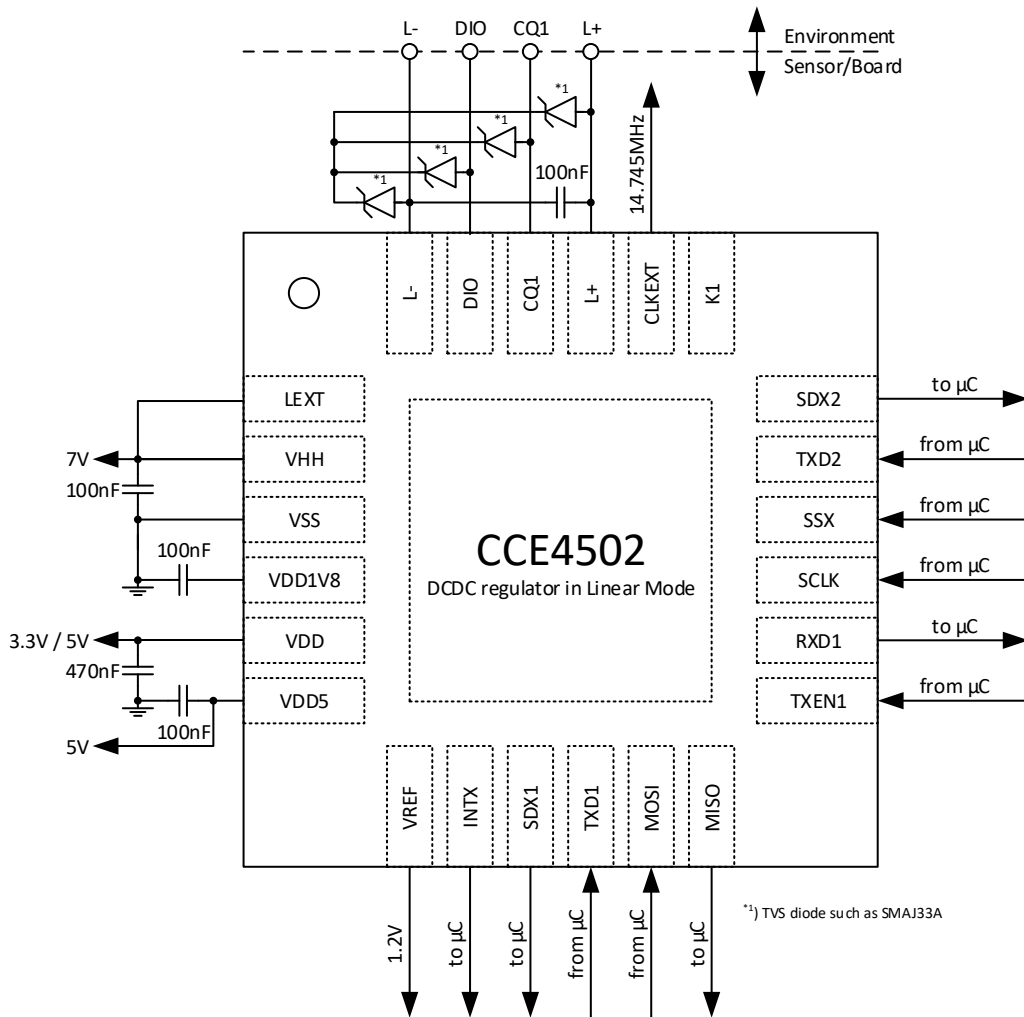 L- DIO CQ1 L+
Environment
Sensor/Board
*1
*1
*1
*1
100nF
14.745MHz
L-
DIO
CQ1
L+
CLKEXT
K1
LEXT
VHH
VSS
VDD1V8
VDD
VDD5
7V
100nF
100nF
3.3V / 5V
470nF
100nF
5V
CCE4502
DCDC regulator in Linear Mode
SDX2
TXD2
SSX
SCLK
RXD1
TXEN1
to µC
from µC
from µC
from µC
to µC
from µC
VREF
INTX
SDX1
TXD1
MOSI
MISO
1.2V
to µC
to µC
from µC
from µC
to µC
*1) TVS diode such as SMAJ33A